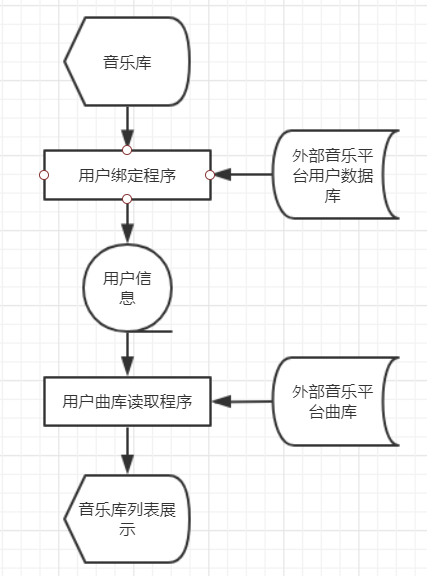 音乐库
用户绑定程序
外部音乐平
台用户数据
库
用户信
息
用户曲库读取程序
外部音乐平
台曲库
音乐库列表展
示